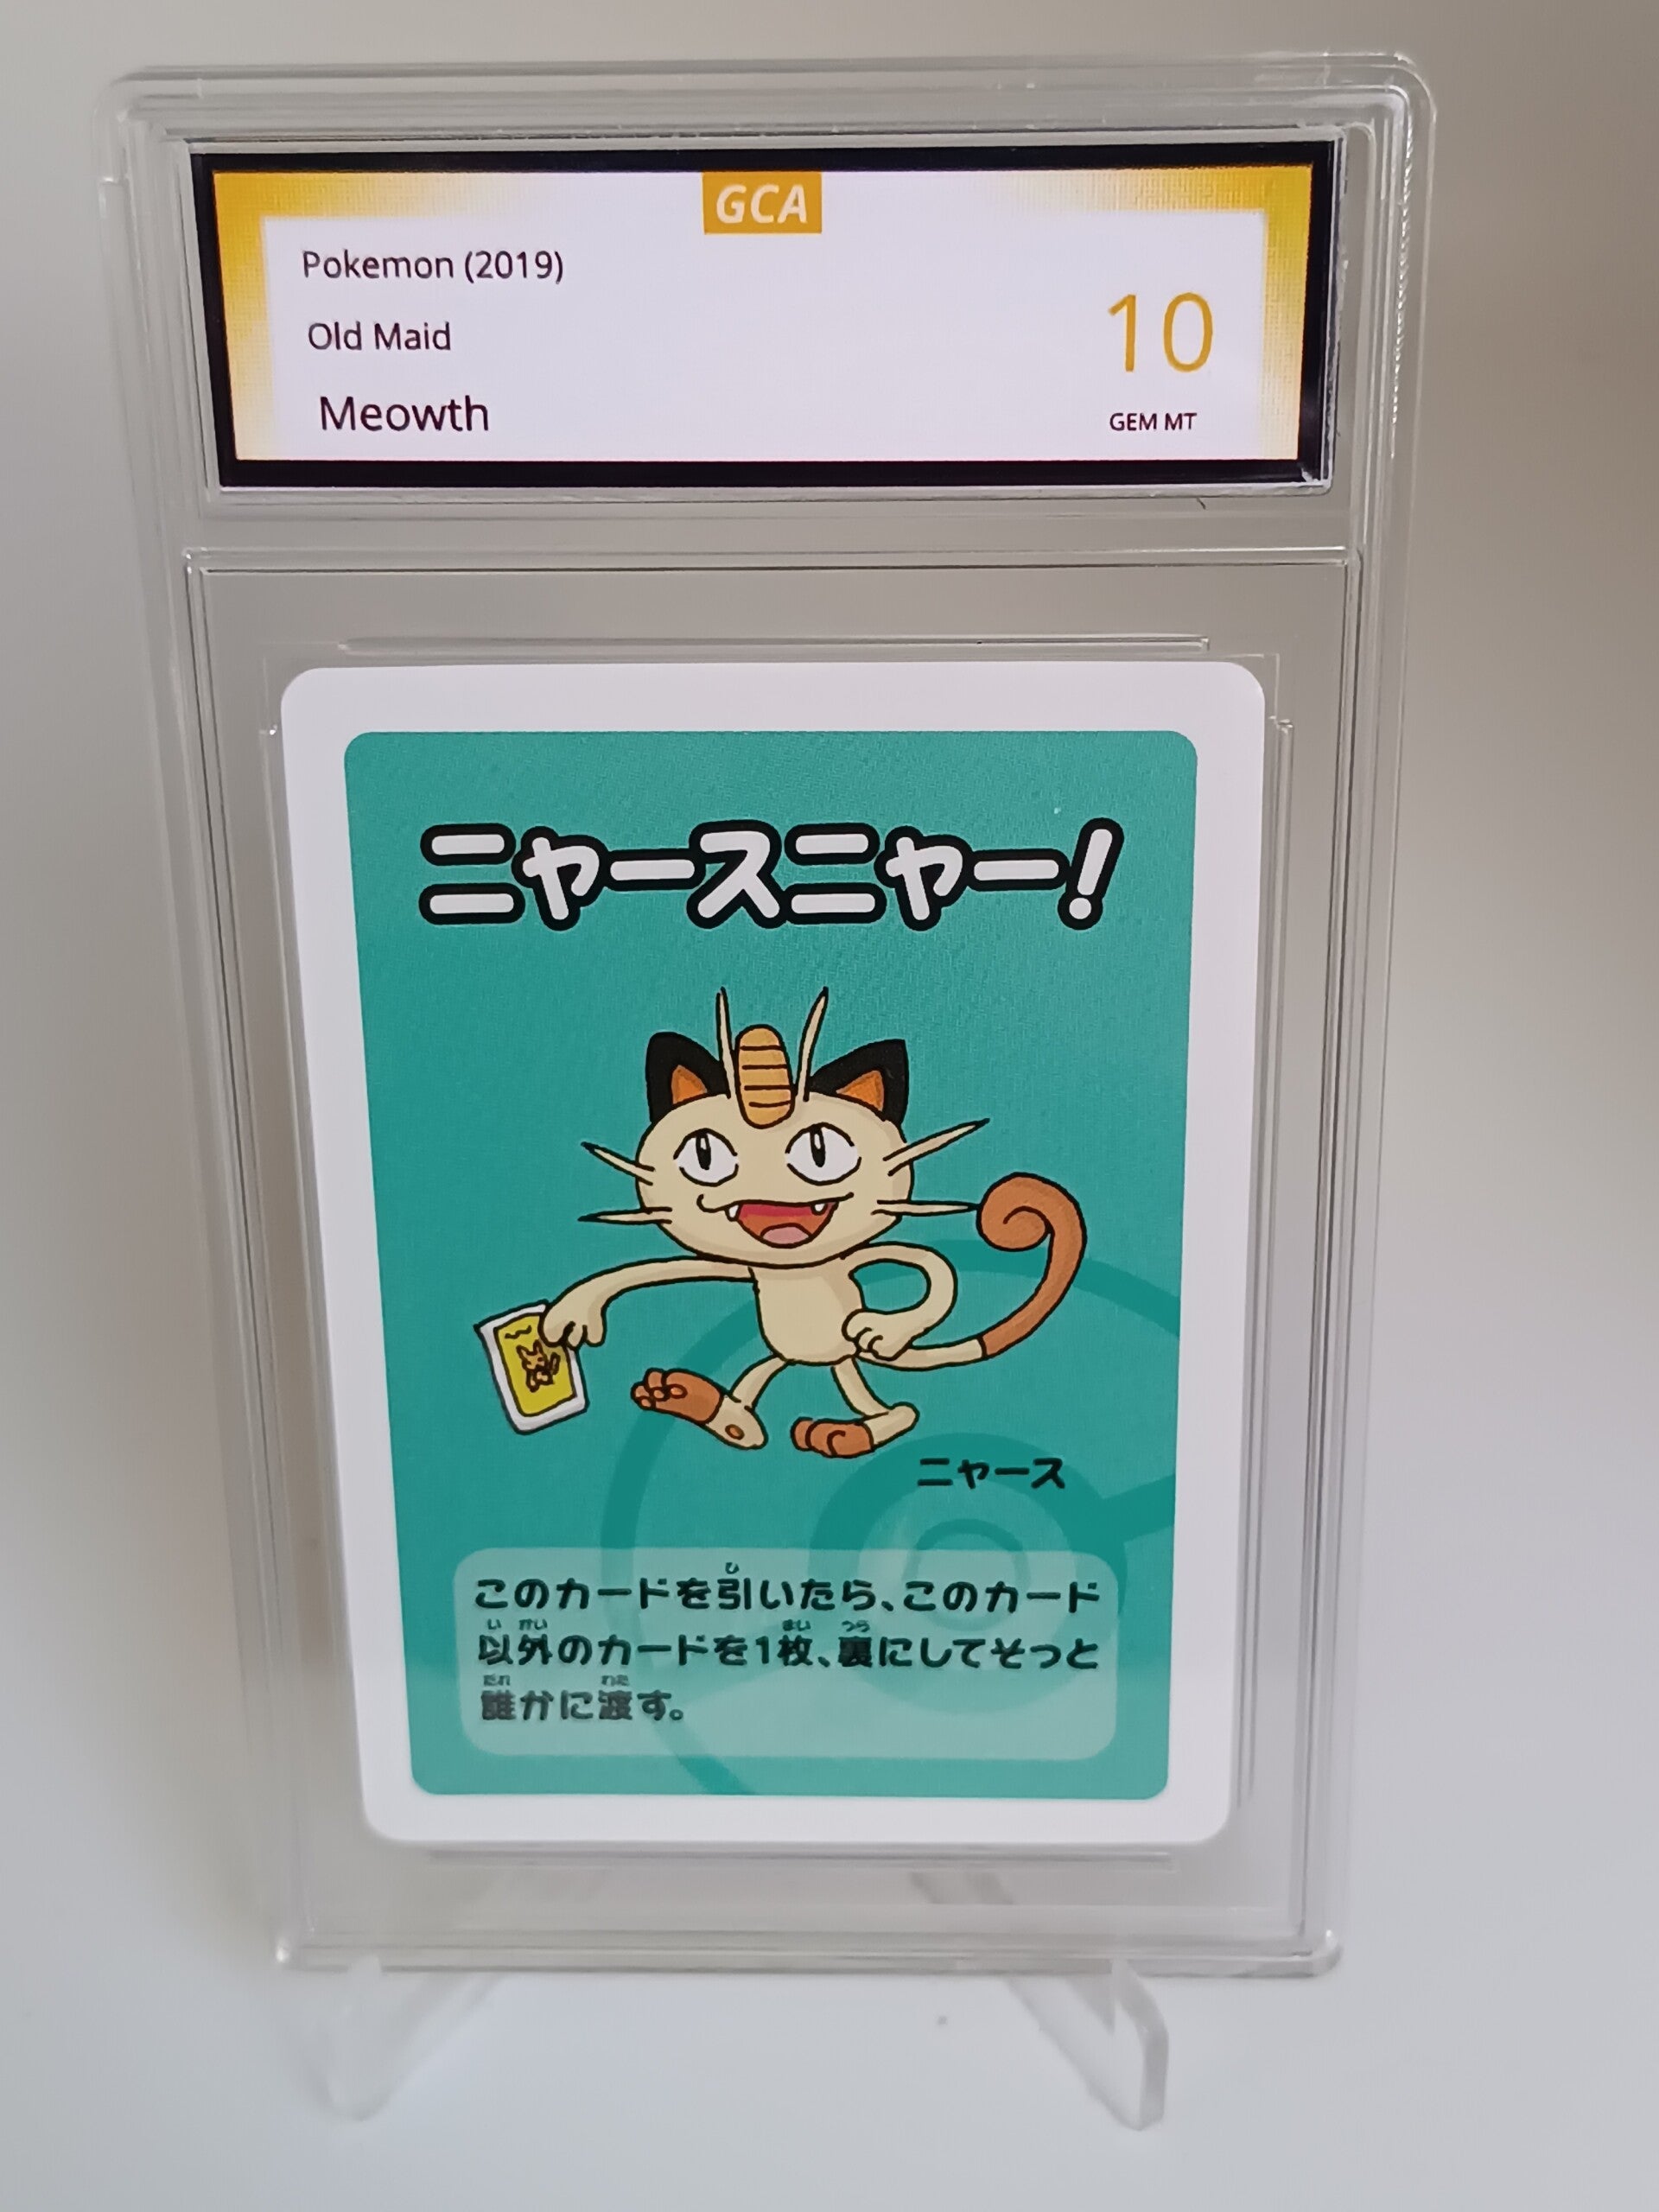 GCA
Pokemon (2019)
Old Maid
Meowth
10
GEM MT
ニャースニャー!
ニャース
このカードを引いたら、このカード
以外のカードを1枚、裏にしてそっと
誰かに渡す。